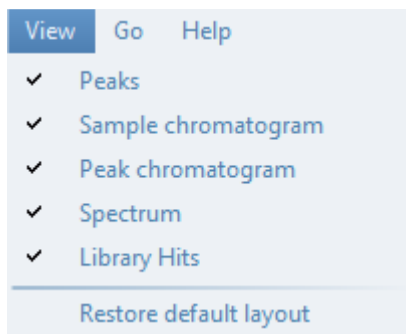 View Go Help
Peaks
Sample chromatogram
Peak chromatogram
Spectrum
Library Hits
Restore default layout